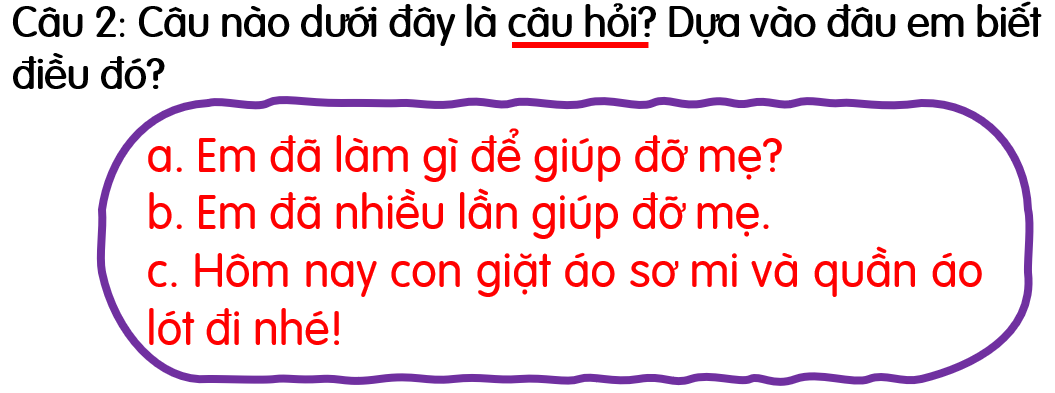 Câu 2: Câu nào dưới đây là câu hỏi? Dựa vào đâu em biết
điều đó?
a. Em đã làm gì để giúp đỡ mẹ?
b. Em đã nhiều lần giúp đỡ mẹ.
c. Hôm nay con giặt áo sơ mi và quần áo
lót đi nhé!